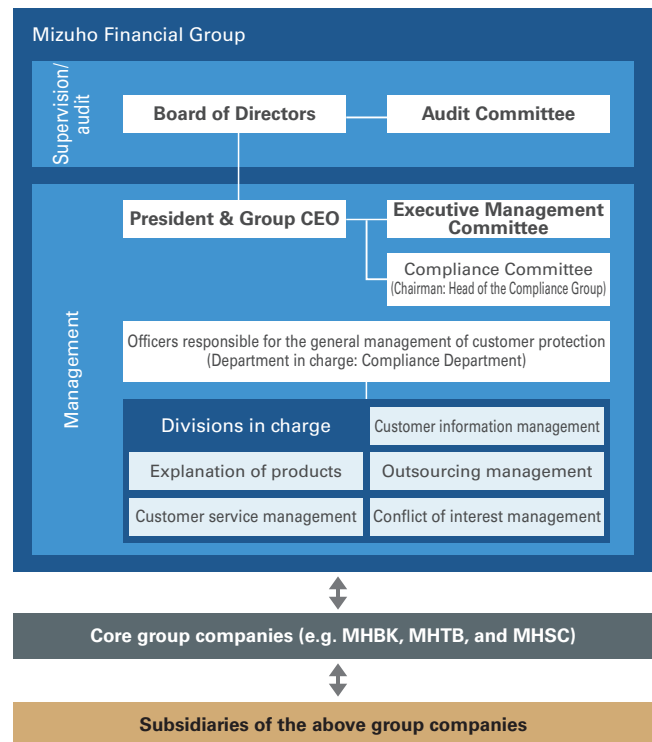 Mizuho Financial Group
Supervision/
audit
Board of Directors
Audit Committee
Management
President & Group CEO
Executive Management
Committee
Compliance Committee
(Chairman: Head of the Compliance Group)
Officers responsible for the general management of customer protection
(Department in charge: Compliance Department)
Divisions in charge
Customer information management
Explanation of products
Outsourcing management
Customer service management
Conflict of interest management
Core group companies (e.g. MHBK, MHTB, and MHSC)
Subsidiaries of the above group companies